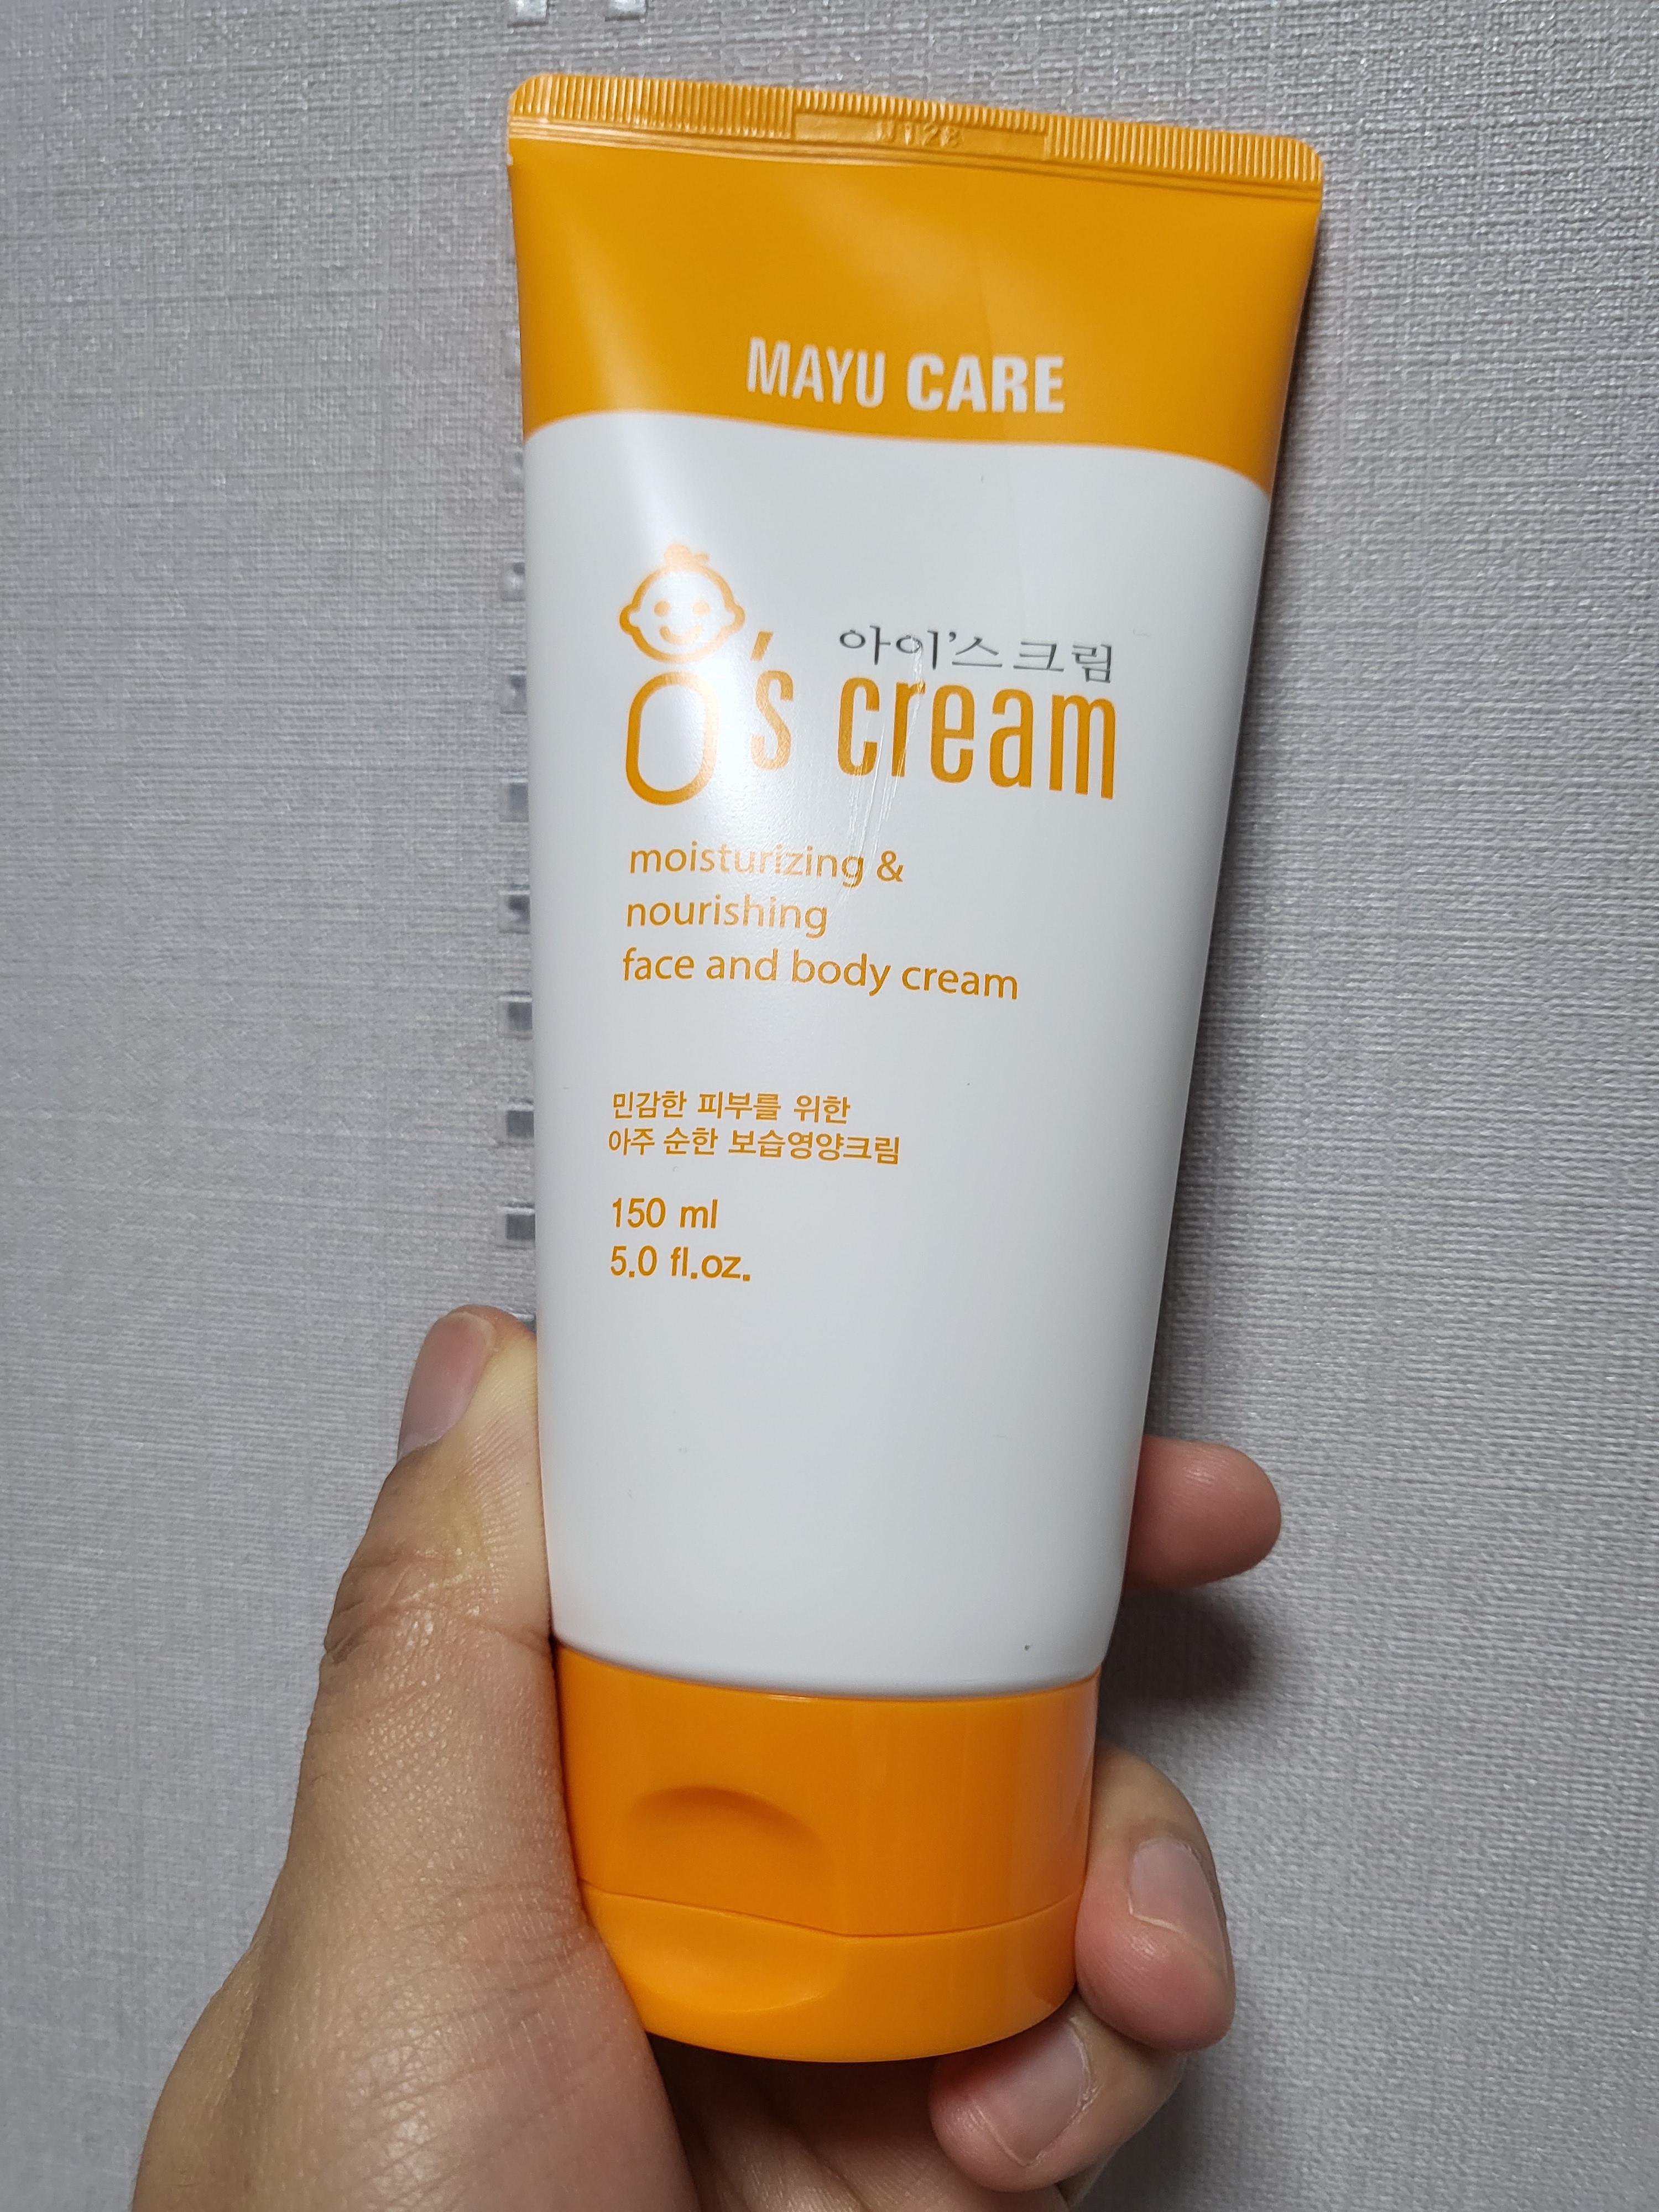 MAYU CARE
아이'스크림
's cream
moisturizing &
nourishing
face and body cream
민감한 피부를 위한
아주 순한 보습영양크림
150 ml
5.0 fl.oz.